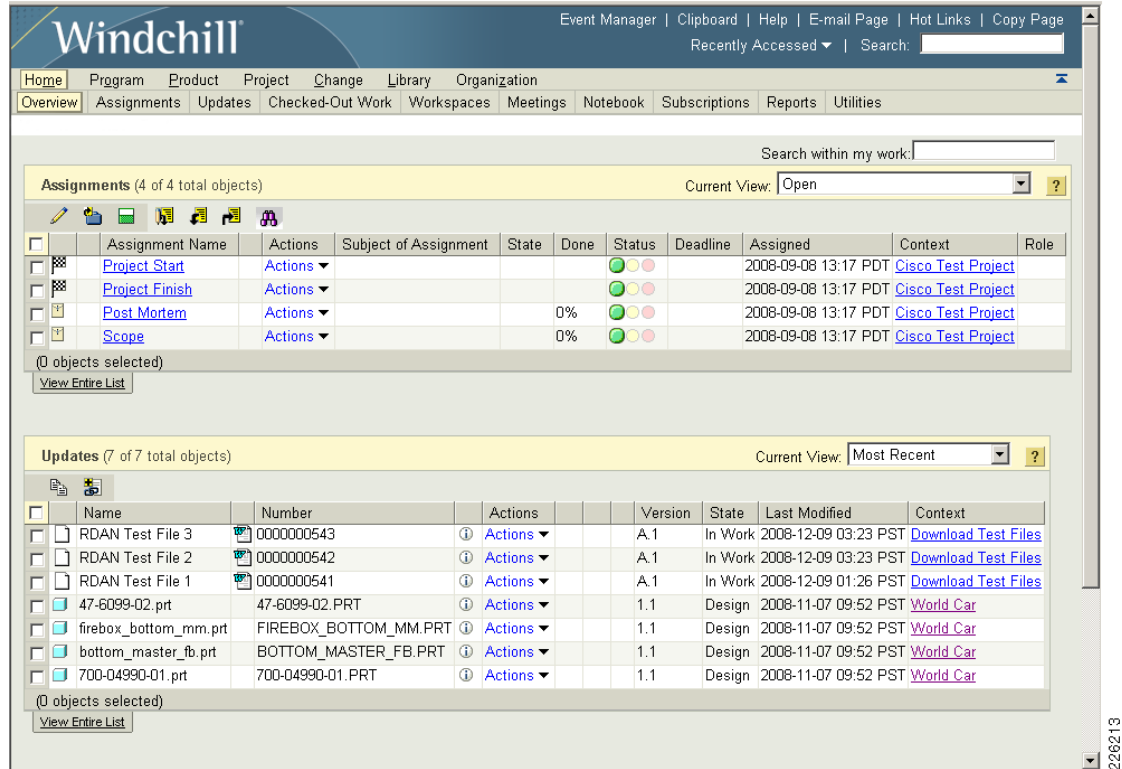 Event Manager | Clipboard | Help | E-mail Page | Hot Links | Copy Page
Windchill
Recently Accessed | Search:
Home Program Product Project Change Library Organization
Overview Assignments Updates Checked-Out Work Workspaces Meetings Notebook Subscriptions Reports Utilities
Search within my work:
Assignments (4 of 4 total objects) Current View: Open ?
Assignment Name Actions Subject of Assignment State Done Status Deadline Assigned Context Role
Project Start Actions 2008-09-08 13:17 PDT Cisco Test Project
Project Finish Actions 2008-09-08 13:17 PDT Cisco Test Project
Post Mortem Actions 0% 2008-09-08 13:17 PDT Cisco Test Project
Scope Actions 0% 2008-09-08 13:17 PDT Cisco Test Project
(0 objects selected)
View Entire List
Updates (7 of 7 total objects) Current View: Most Recent ?
Name Number Actions Version State Last Modified Context
RDAN Test File 3 0000000543 Actions A.1 In Work 2008-12-09 03:23 PST Download Test Files
RDAN Test File 2 0000000542 Actions A.1 In Work 2008-12-09 03:23 PST Download Test Files
RDAN Test File 1 0000000541 Actions A.1 In Work 2008-12-09 01:26 PST Download Test Files
47-6099-02.prt 47-6099-02.PRT Actions 1.1 Design 2008-11-07 09:52 PST World Car
firebox_bottom_mm.prt FIREBOX_BOTTOM_MM.PRT Actions 1.1 Design 2008-11-07 09:52 PST World Car
bottom_master_fb.prt BOTTOM_MASTER_FB.PRT Actions 1.1 Design 2008-11-07 09:52 PST World Car
700-04990-01.prt 700-04990-01.PRT Actions 1.1 Design 2008-11-07 09:52 PST World Car
(0 objects selected)
View Entire List
226213